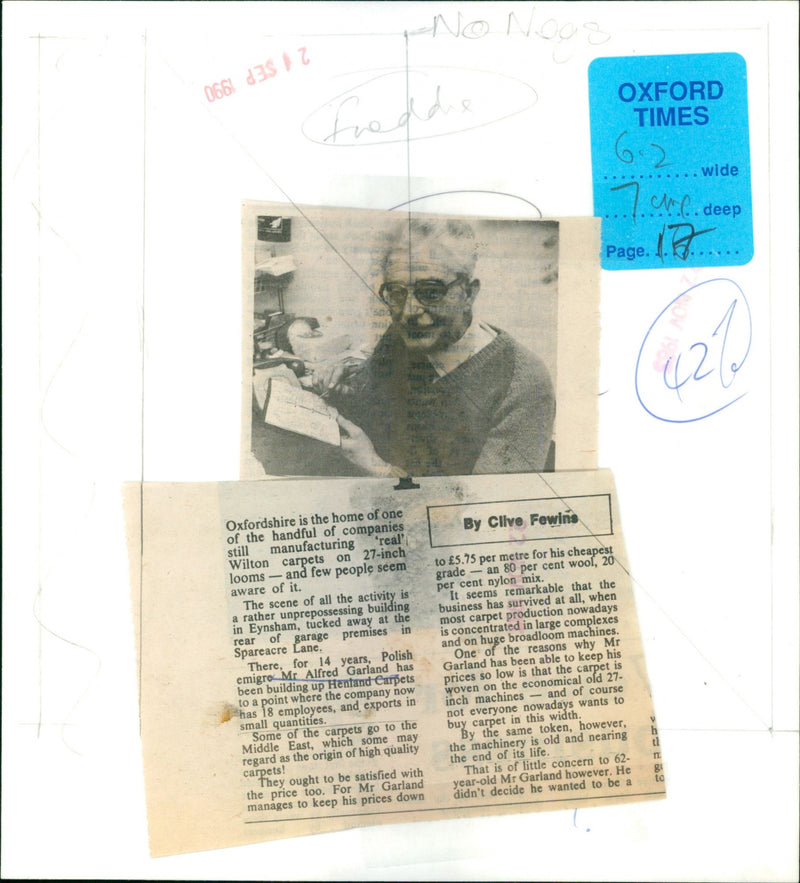 No Negs
21 SEP 1990
Freddie
OXFORD
TIMES
6.2
wide
7 cms
deep
Page. 17
42%
Oxfordshire is the home of one
of the handful of companies
still manufacturing 'real'
Wilton carpets on 27-inch
looms — and few people seem
aware of it.
The scene of all the activity is
a rather unprepossessing building
in Eynsham, tucked away at the
rear of garage premises in
Spareacre Lane.
There, for 14 years, Polish
emigre Mr Alfred Garland has
been building up Henland Carpets
to a point where the company now
has 18 employees, and exports in
small quantities.
Some of the carpets go to the
Middle East, which some may
regard as the origin of high quality
carpets!
They ought to be satisfied with
the price too. For Mr Garland
manages to keep his prices down
By Clive Fewins
to £5.75 per metre for his cheapest
grade — an 80 per cent wool, 20
per cent nylon mix.
It seems remarkable that the
business has survived at all, when
most carpet production nowadays
is concentrated in large complexes
and on huge broadloom machines.
One of the reasons why Mr
Garland has been able to keep his
prices so low is that the carpet is
woven on the economical old 27-
inch machines — and of course
not everyone nowadays wants to
buy carpet in this width.
By the same token, however,
the machinery is old and nearing
the end of its life.
That is of little concern to 62-
year-old Mr Garland however. He
didn't decide he wanted to be a